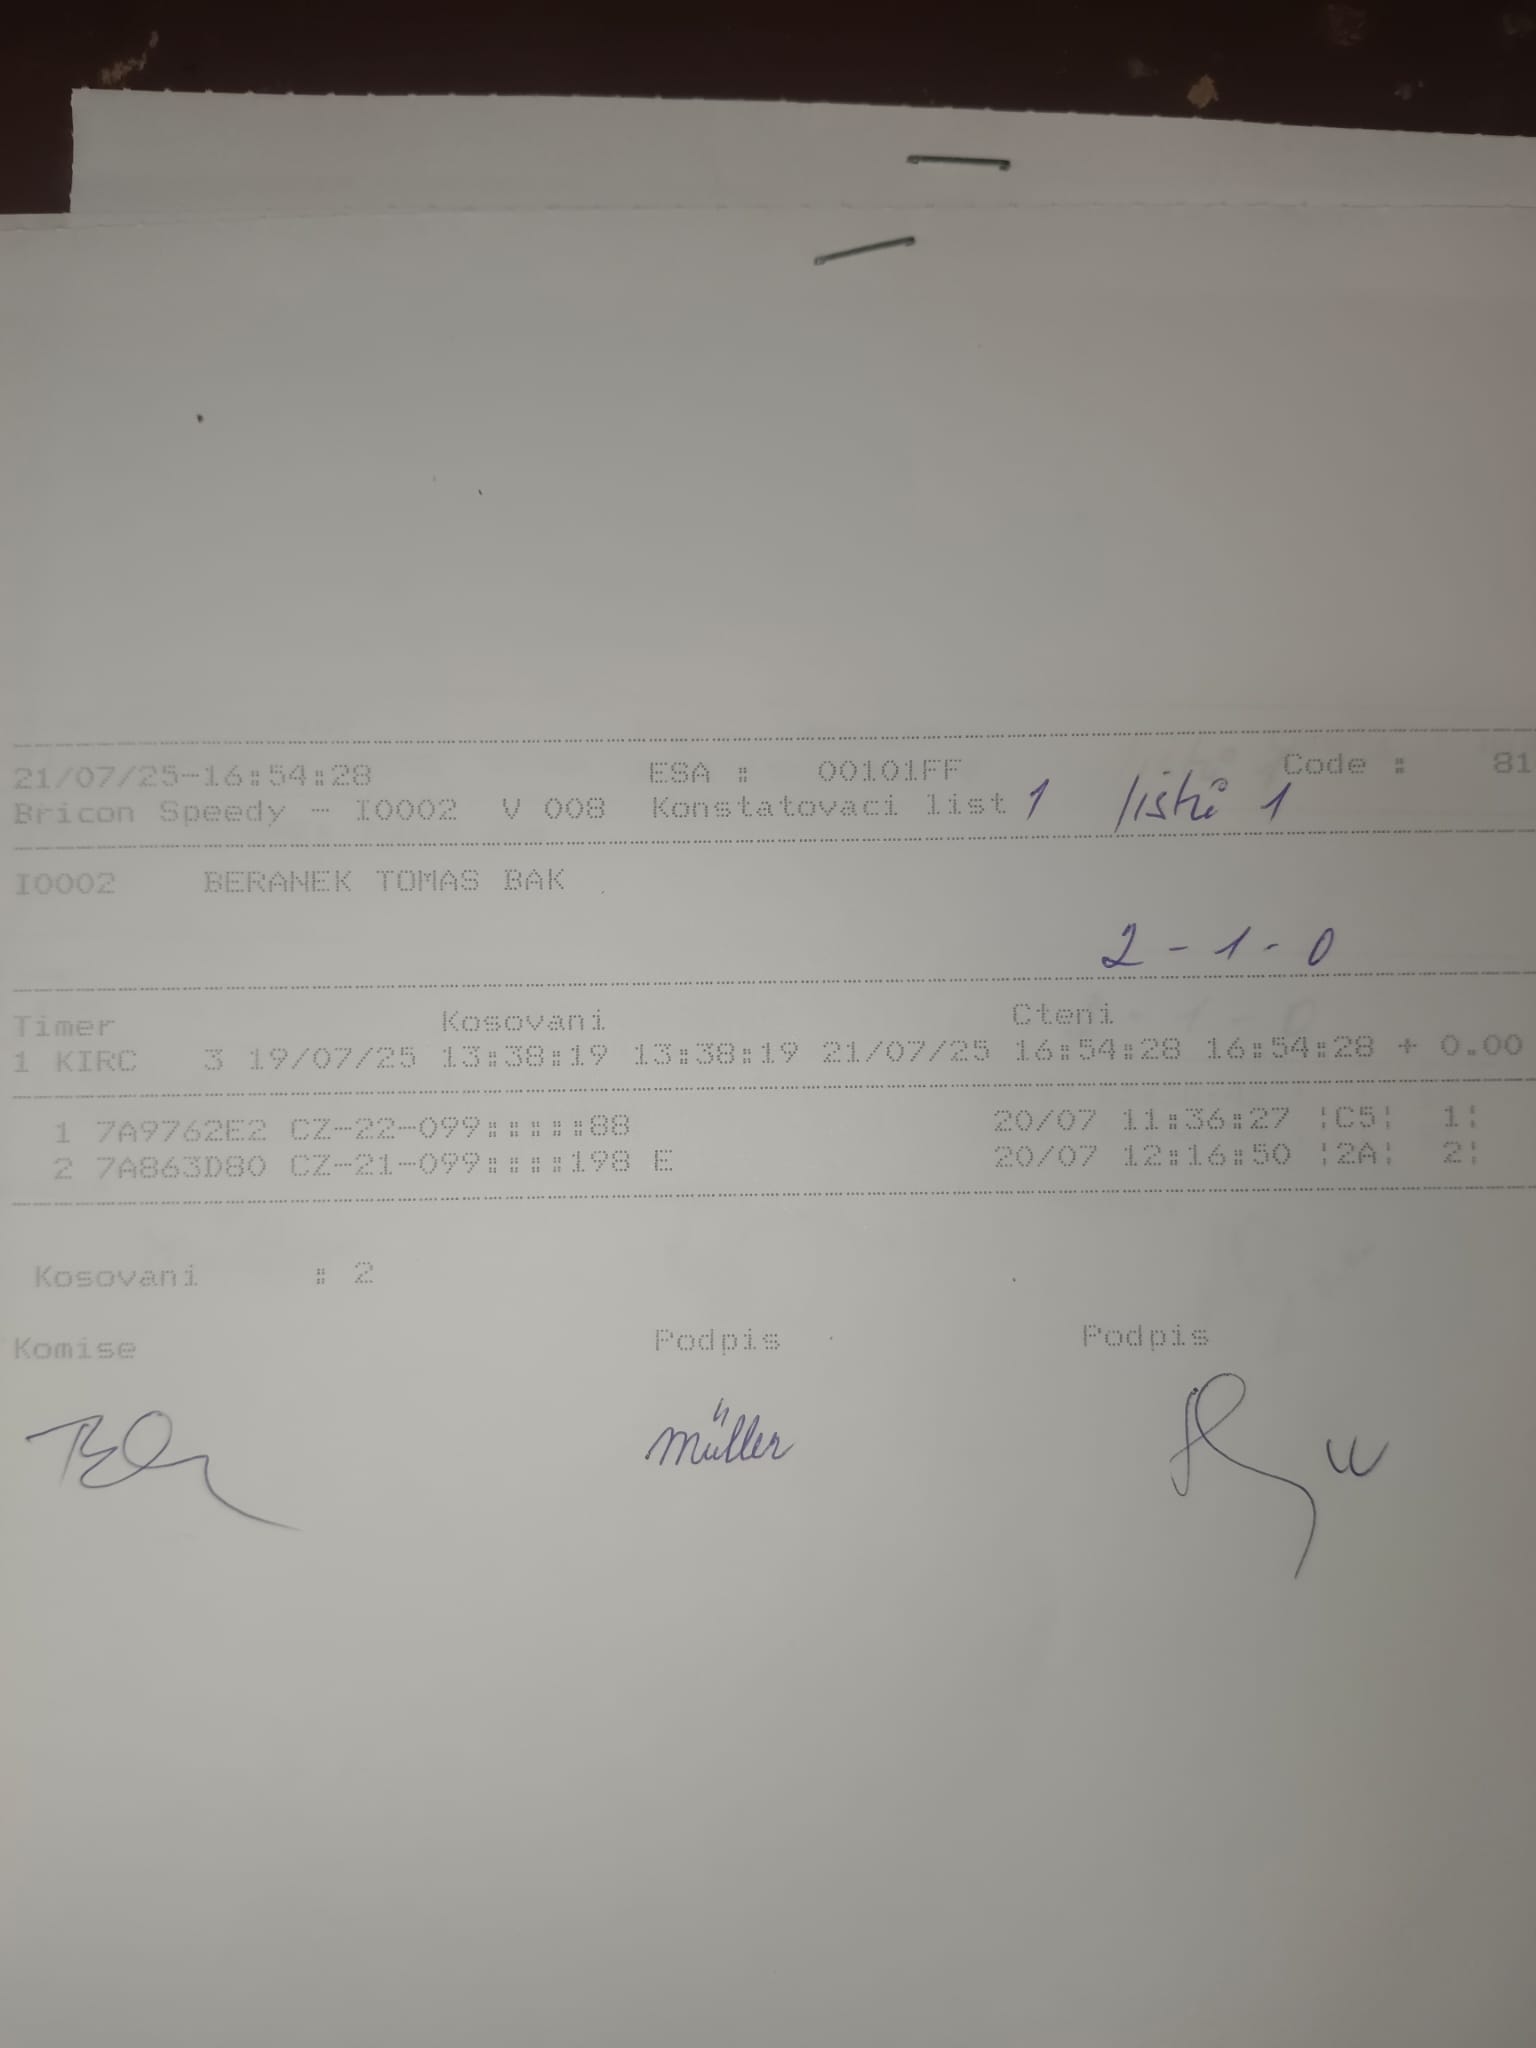 21/07/25-16:54:28 ESA : 00101FF Code : 81
Bricon Speedy - I0002 V 008 Konstatovaci list 1 listů 1
I0002 BERANEK TOMAS BAK
2 - 1 - 0
Timer Kosovani Cteni
1 KIRC 3 19/07/25 13:38:19 13:38:19 21/07/25 16:54:28 16:54:28 + 0.00
1 7A9762E2 CZ-22-099:::::88 20/07 11:36:27 ¦C5¦ 1¦
2 7A863D80 CZ-21-099::::198 E 20/07 12:16:50 ¦2A¦ 2¦
Kosovani : 2
Komise Podpis Podpis
Müller